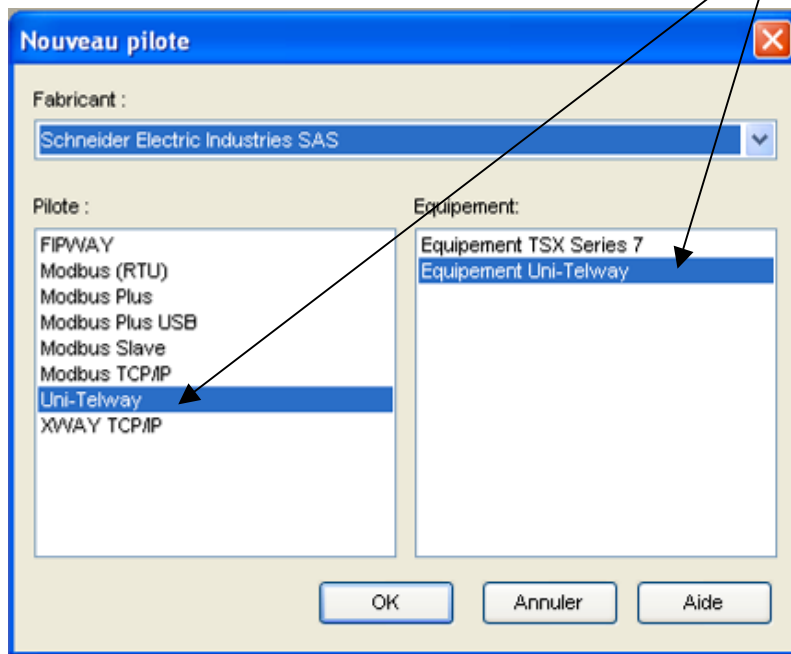 Nouveau pilote
Fabricant :
Schneider Electric Industries SAS
Pilote :
FIPWAY
Modbus (RTU)
Modbus Plus
Modbus Plus USB
Modbus Slave
Modbus TCP/IP
Uni-Telway
XWAY TCP/IP
Equipement:
Equipement TSX Series 7
Equipement Uni-Telway
OK
Annuler
Aide